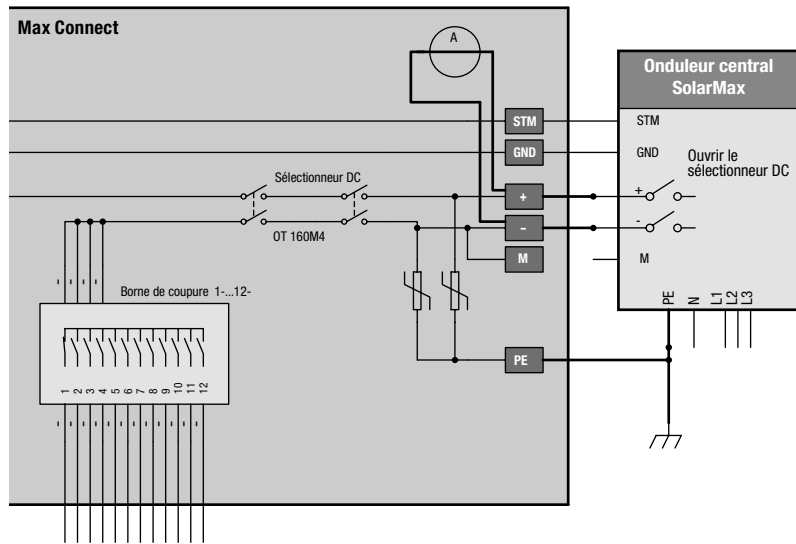 Max Connect
A
Onduleur central
SolarMax
STM
STM
GND
GND
Ouvrir le
sélectionneur DC
Sélectionneur DC
+
+
OT 160M4
–
-
M
M
- - - -
Borne de coupure 1-...12-
PE
N
L1
L2
L3
PE
1
2
3
4
5
6
7
8
9
10
11
12
- - - - - - - - - - - -